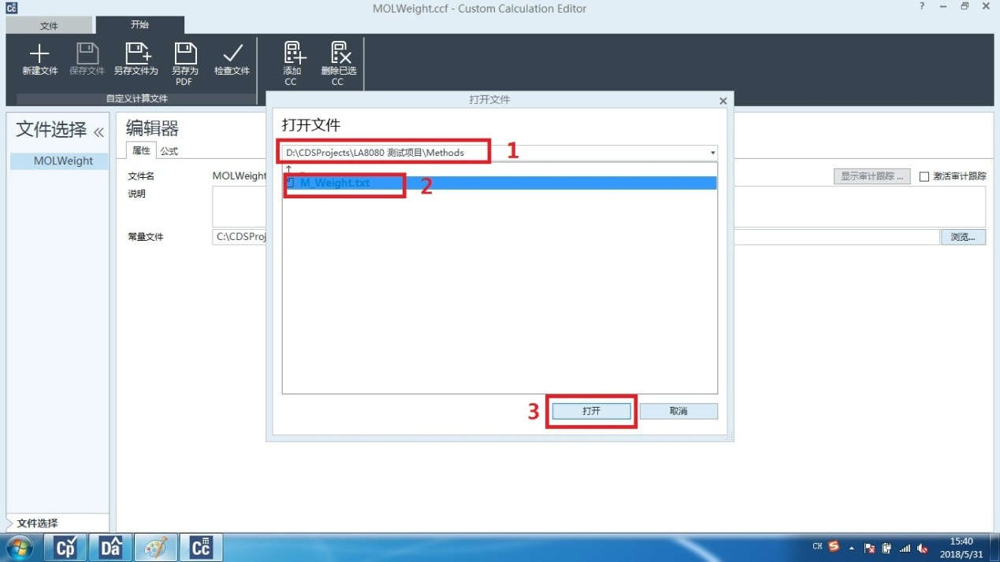 Cc
MOLWeight.ccf - Custom Calculation Editor
?
文件
开始
新建文件
保存文件
另存文件为
另存为
PDF
检查文件
添加
CC
删除已选
CC
自定义计算文件
文件选择
MOLWeight
编辑器
属性
公式
文件名
MOLWeight
说明
常量文件
C:\CDSProj
显示审计跟踪 ...
激活审计跟踪
浏览...
打开文件
打开文件
D:\CDSProjects\LA8080 测试项目\Methods
1
M_Weight.txt
2
3
打开
取消
文件选择
Cp
Da
Cc
CH
15:40
2018/5/31